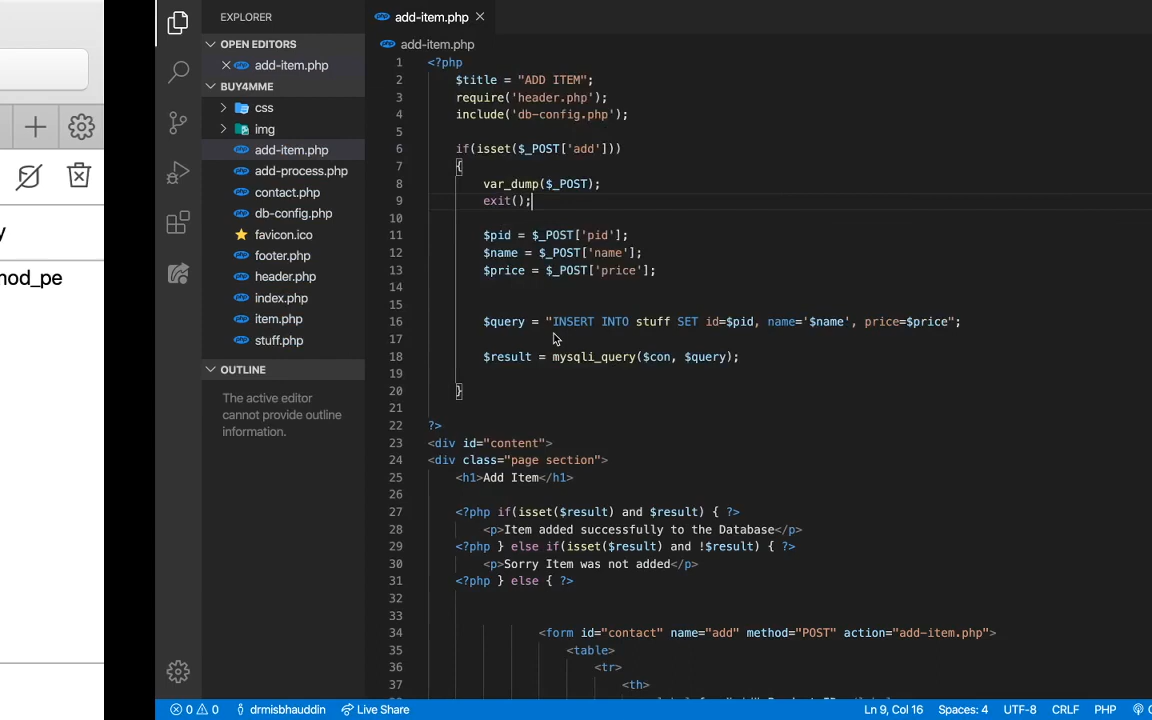 y
mod_pe
EXPLORER
OPEN EDITORS
add-item.php
BUY4MME
css
img
add-item.php
add-process.php
contact.php
db-config.php
favicon.ico
footer.php
header.php
index.php
item.php
stuff.php
OUTLINE
The active editor
cannot provide outline
information.
add-item.php
add-item.php
1 <?php
2 $title = "ADD ITEM";
3 require('header.php');
4 include('db-config.php');
5
6 if(isset($_POST['add']))
7 {
8 var_dump($_POST);
9 exit();
10
11 $pid = $_POST['pid'];
12 $name = $_POST['name'];
13 $price = $_POST['price'];
14
15
16 $query = "INSERT INTO stuff SET id=$pid, name='$name', price=$price";
17
18 $result = mysqli_query($con, $query);
19
20 }
21
22 ?>
23 <div id="content">
24 <div class="page section">
25 <h1>Add Item</h1>
26
27 <?php if(isset($result) and $result) { ?>
28 <p>Item added successfully to the Database</p>
29 <?php } else if(isset($result) and !$result) { ?>
30 <p>Sorry Item was not added</p>
31 <?php } else { ?>
32
33
34 <form id="contact" name="add" method="POST" action="add-item.php">
35 <table>
36 <tr>
37 <th>
0 0 drmisbhauddin Live Share Ln 9, Col 16 Spaces: 4 UTF-8 CRLF PHP